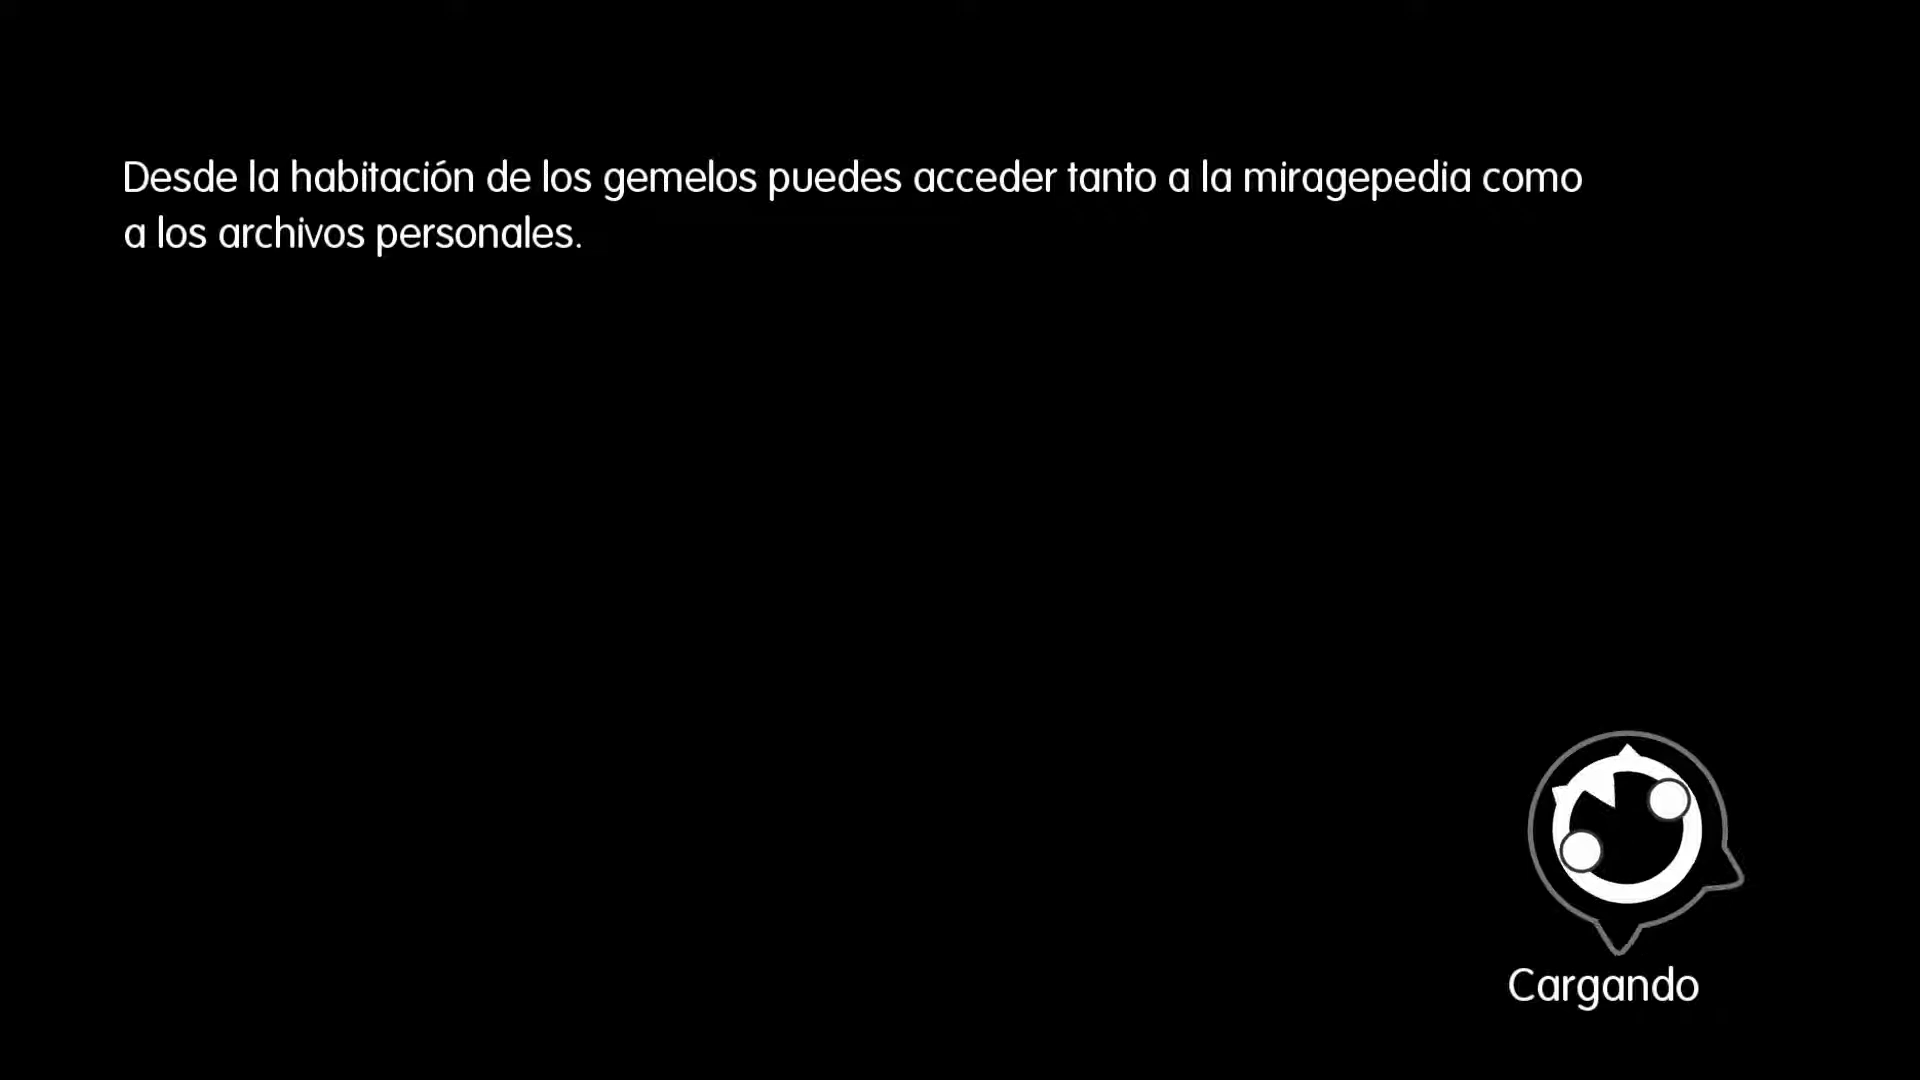 Desde la habitación de los gemelos puedes acceder tanto a la miragepedia como
a los archivos personales.
Cargando